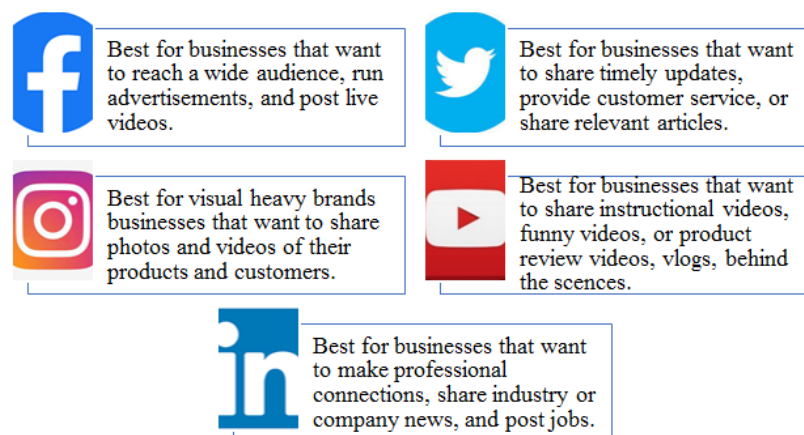 Best for businesses that want
to reach a wide audience, run
advertisements, and post live
videos.
Best for businesses that want
to share timely updates,
provide customer service, or
share relevant articles.
Best for visual heavy brands
businesses that want to share
photos and videos of their
products and customers.
Best for businesses that want
to share instructional videos,
funny videos, or product
review videos, vlogs, behind
the scences.
in
Best for businesses that want
to make professional
connections, share industry or
company news, and post jobs.